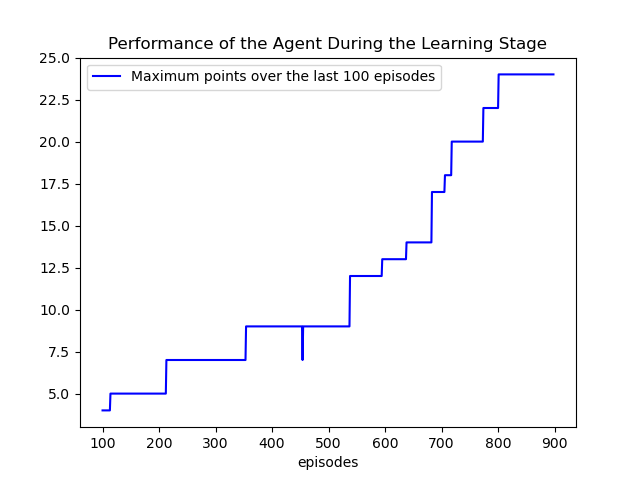 Performance of the Agent During the Learning Stage
Maximum points over the last 100 episodes
25.0
22.5
20.0
17.5
15.0
12.5
10.0
7.5
5.0
100 200 300 400 500 600 700 800 900
episodes